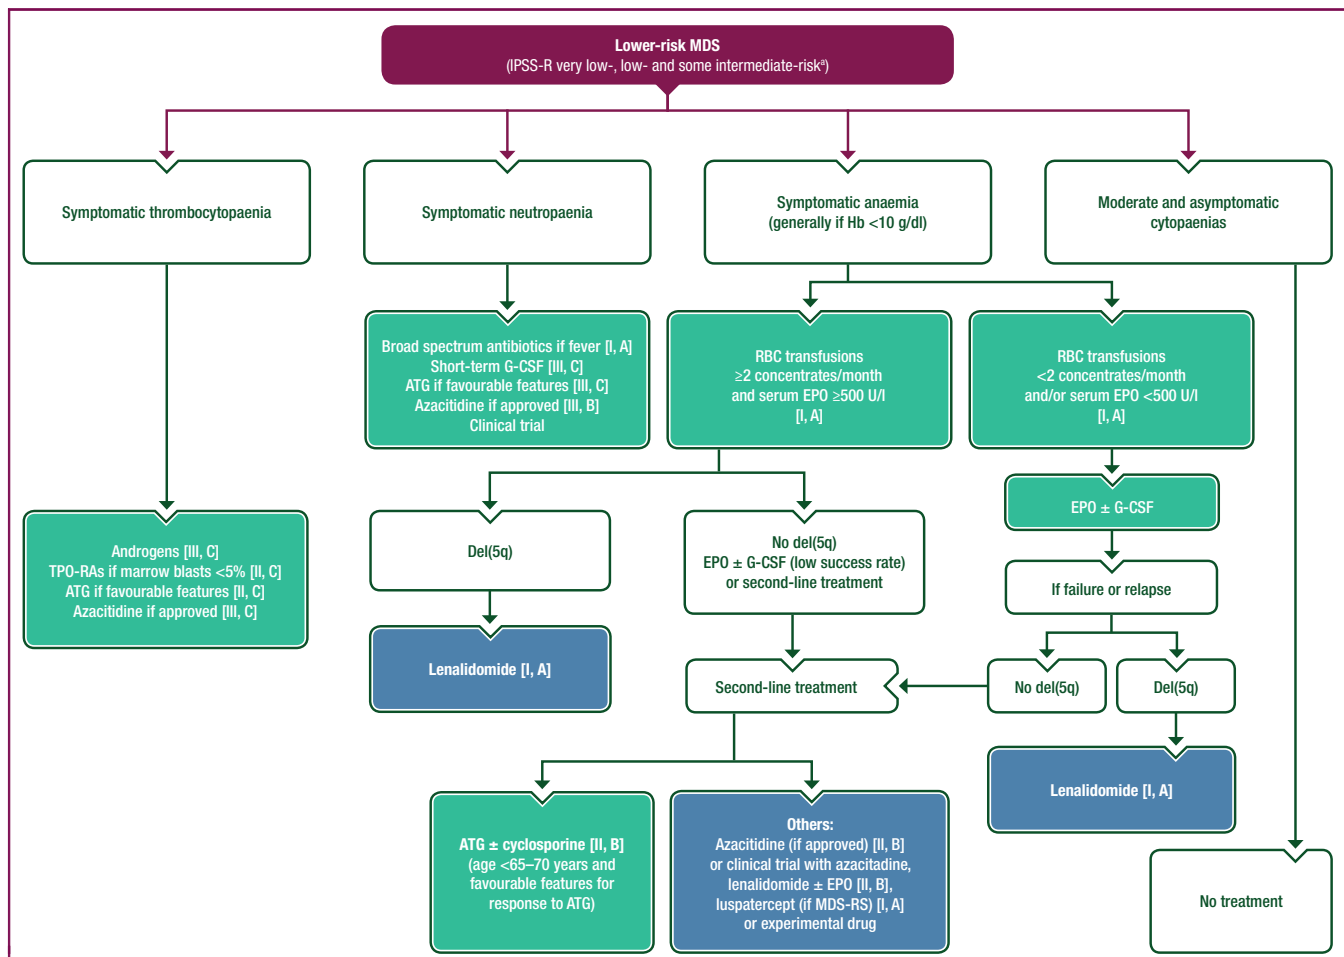 Lower-risk MDS
(IPSS-R very low-, low- and some intermediate-riskᵃ)
Symptomatic thrombocytopaenia
Symptomatic neutropaenia
Symptomatic anaemia
(generally if Hb <10 g/dl)
Moderate and asymptomatic
cytopaenias
Broad spectrum antibiotics if fever [I, A]
Short-term G-CSF [III, C]
ATG if favourable features [III, C]
Azacitidine if approved [III, B]
Clinical trial
RBC transfusions
≥2 concentrates/month
and serum EPO ≥500 U/l
[I, A]
RBC transfusions
<2 concentrates/month
and/or serum EPO <500 U/l
[I, A]
EPO ± G-CSF
Androgens [III, C]
TPO-RAs if marrow blasts <5% [II, C]
ATG if favourable features [II, C]
Azacitidine if approved [III, C]
Del(5q)
No del(5q)
EPO ± G-CSF (low success rate)
or second-line treatment
If failure or relapse
Lenalidomide [I, A]
Second-line treatment
No del(5q)
Del(5q)
Lenalidomide [I, A]
ATG ± cyclosporine [II, B]
(age <65–70 years and
favourable features for
response to ATG)
Others:
Azacitidine (if approved) [II, B]
or clinical trial with azacitadine,
lenalidomide ± EPO [II, B],
luspatercept (if MDS-RS) [I, A]
or experimental drug
No treatment